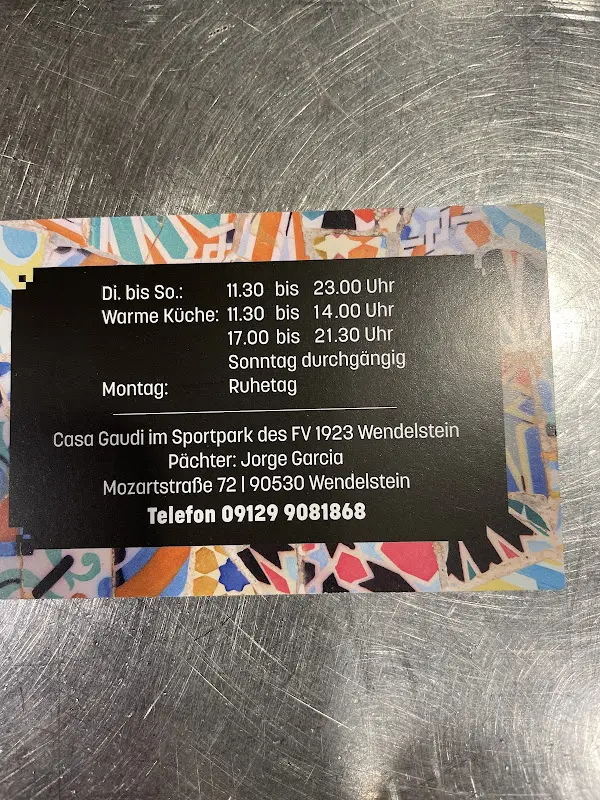 Di. bis So.: 11.30 bis 23.00 Uhr
Warme Küche: 11.30 bis 14.00 Uhr
17.00 bis 21.30 Uhr
Sonntag durchgängig
Montag: Ruhetag
Casa Gaudi im Sportpark des FV 1923 Wendelstein
Pächter: Jorge Garcia
Mozartstraße 72 | 90530 Wendelstein
Telefon 09129 9081868